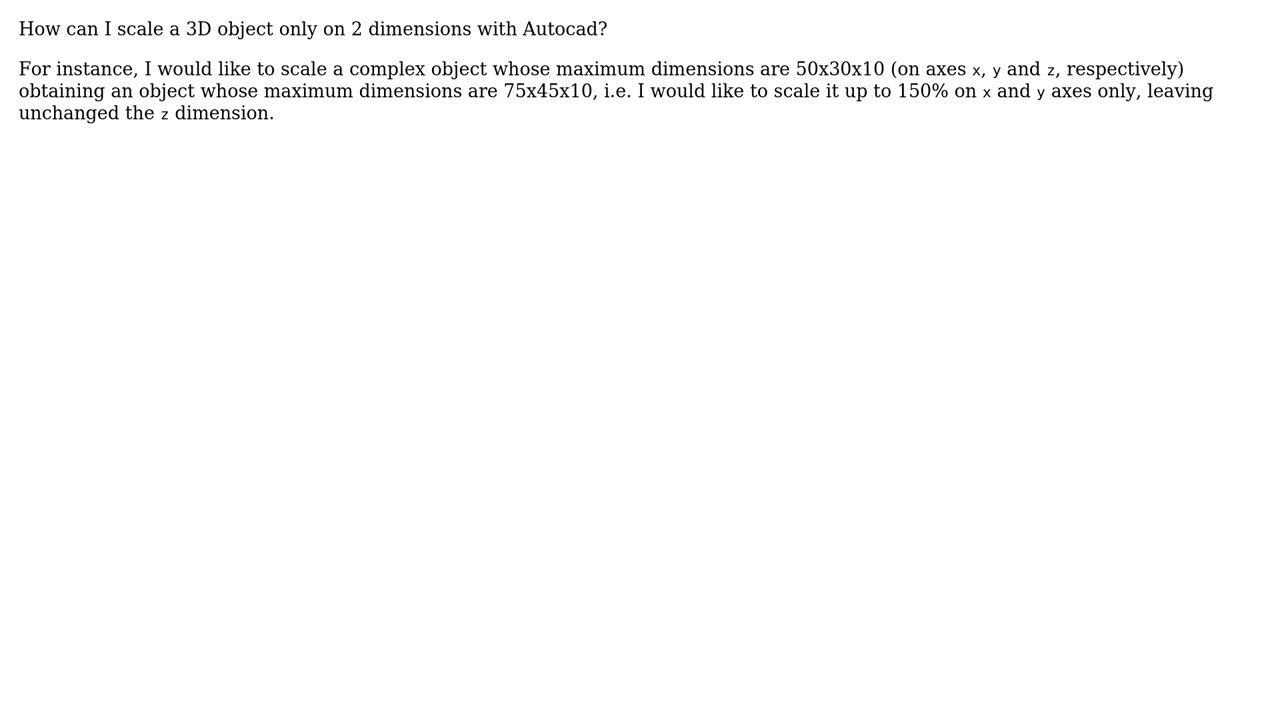 How can I scale a 3D object only on 2 dimensions with Autocad?
For instance, I would like to scale a complex object whose maximum dimensions are 50x30x10 (on axes x, y and z, respectively)
obtaining an object whose maximum dimensions are 75x45x10, i.e. I would like to scale it up to 150% on x and y axes only, leaving
unchanged the z dimension.